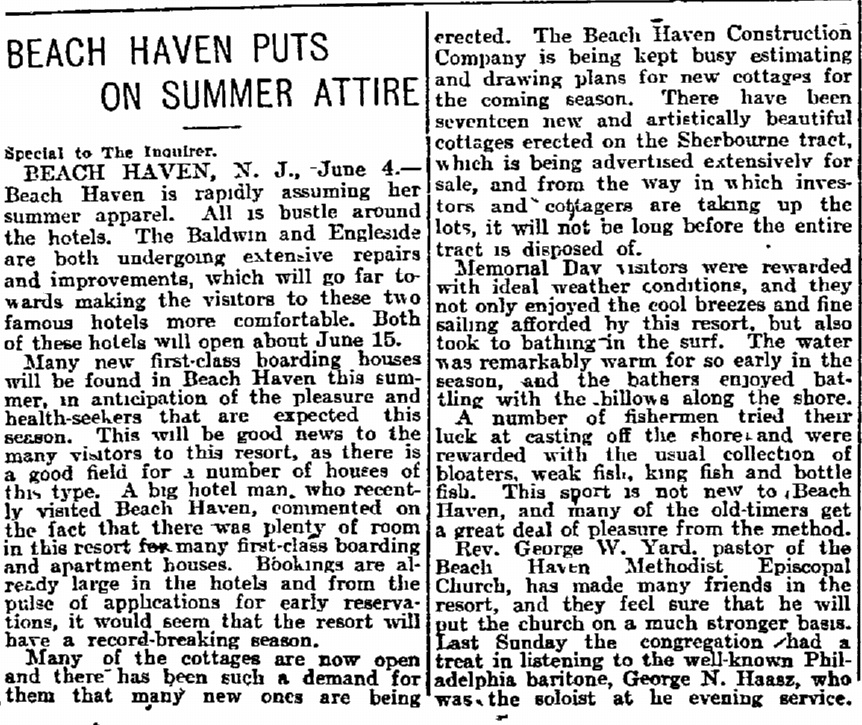 BEACH HAVEN PUTS
ON SUMMER ATTIRE
Special to The Inquirer.
BEACH HAVEN, N. J., June 4.—
Beach Haven is rapidly assuming her
summer apparel. All is bustle around
the hotels. The Baldwin and Engleside
are both undergoing extensive repairs
and improvements, which will go far to-
wards making the visitors to these two
famous hotels more comfortable. Both
of these hotels will open about June 15.
Many new first-class boarding houses
will be found in Beach Haven this sum-
mer, in anticipation of the pleasure and
health-seekers that are expected this
season. This will be good news to the
many visitors to this resort, as there is
a good field for a number of houses of
this type. A big hotel man, who recent-
ly visited Beach Haven, commented on
the fact that there was plenty of room
in this resort for many first-class boarding
and apartment houses. Bookings are al-
ready large in the hotels and from the
pulse of applications for early reserva-
tions, it would seem that the resort will
have a record-breaking season.
Many of the cottages are now open
and there has been such a demand for
them that many new ones are being
erected. The Beach Haven Construction
Company is being kept busy estimating
and drawing plans for new cottages for
the coming season. There have been
seventeen new and artistically beautiful
cottages erected on the Sherbourne tract,
which is being advertised extensively for
sale, and from the way in which inves-
tors and cottagers are taking up the
lots, it will not be long before the entire
tract is disposed of.
Memorial Day visitors were rewarded
with ideal weather conditions, and they
not only enjoyed the cool breezes and fine
sailing afforded by this resort, but also
took to bathing in the surf. The water
was remarkably warm for so early in the
season, and the bathers enjoyed bat-
tling with the billows along the shore.
A number of fishermen tried their
luck at casting off the shore and were
rewarded with the usual collection of
bloaters, weak fish, king fish and bottle
fish. This sport is not new to Beach
Haven, and many of the old-timers get
a great deal of pleasure from the method.
Rev. George W. Yard, pastor of the
Beach Haven Methodist Episcopal
Church, has made many friends in the
resort, and they feel sure that he will
put the church on a much stronger basis.
Last Sunday the congregation had a
treat in listening to the well-known Phil-
adelphia baritone, George N. Haasz, who
was the soloist at he evening service.